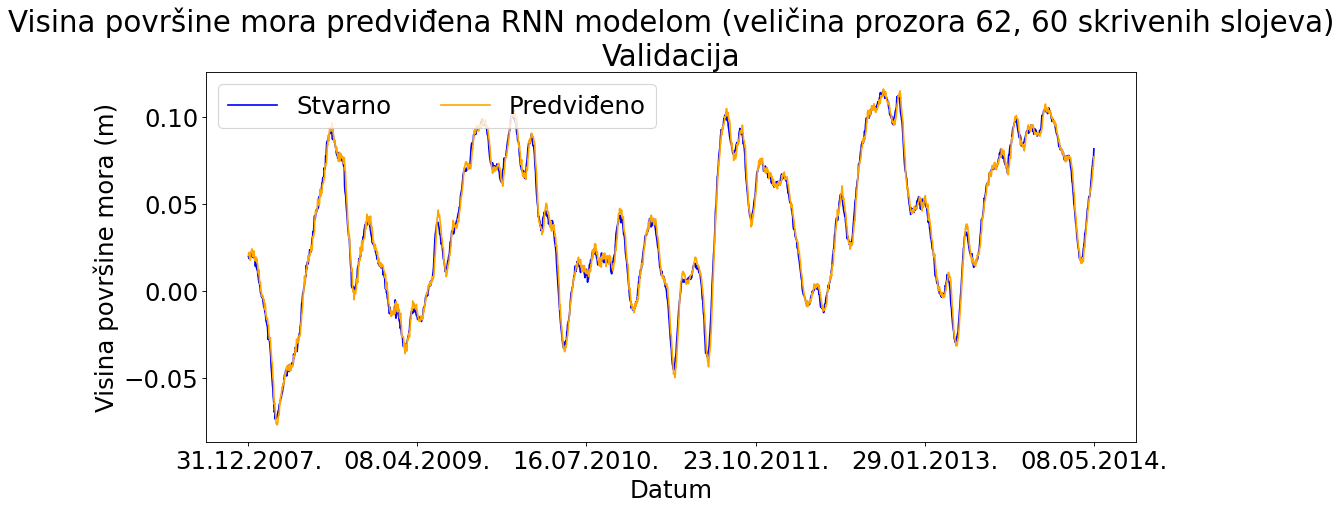 Visina površine mora predviđena RNN modelom (veličina prozora 62, 60 skrivenih slojeva)
Validacija
Stvarno Predviđeno
Visina površine mora (m)
0.10
0.05
0.00
−0.05
31.12.2007. 08.04.2009. 16.07.2010. 23.10.2011. 29.01.2013. 08.05.2014.
Datum